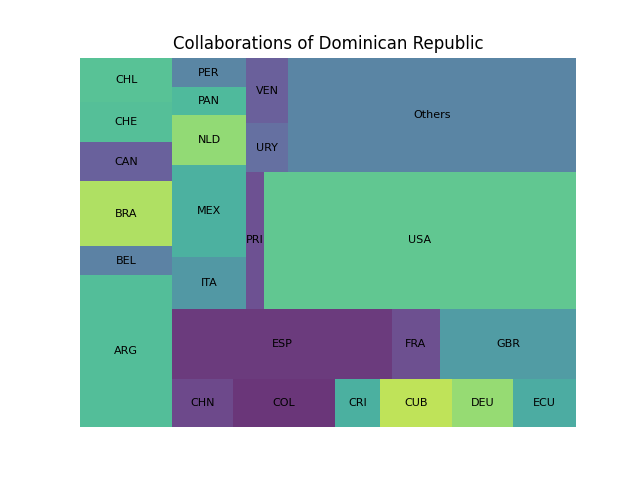 Collaborations of Dominican Republic
CHL
PER
VEN
Others
PAN
CHE
NLD
URY
CAN
BRA
MEX
PRI
USA
BEL
ITA
ARG
ESP
FRA
GBR
CHN
COL
CRI
CUB
DEU
ECU